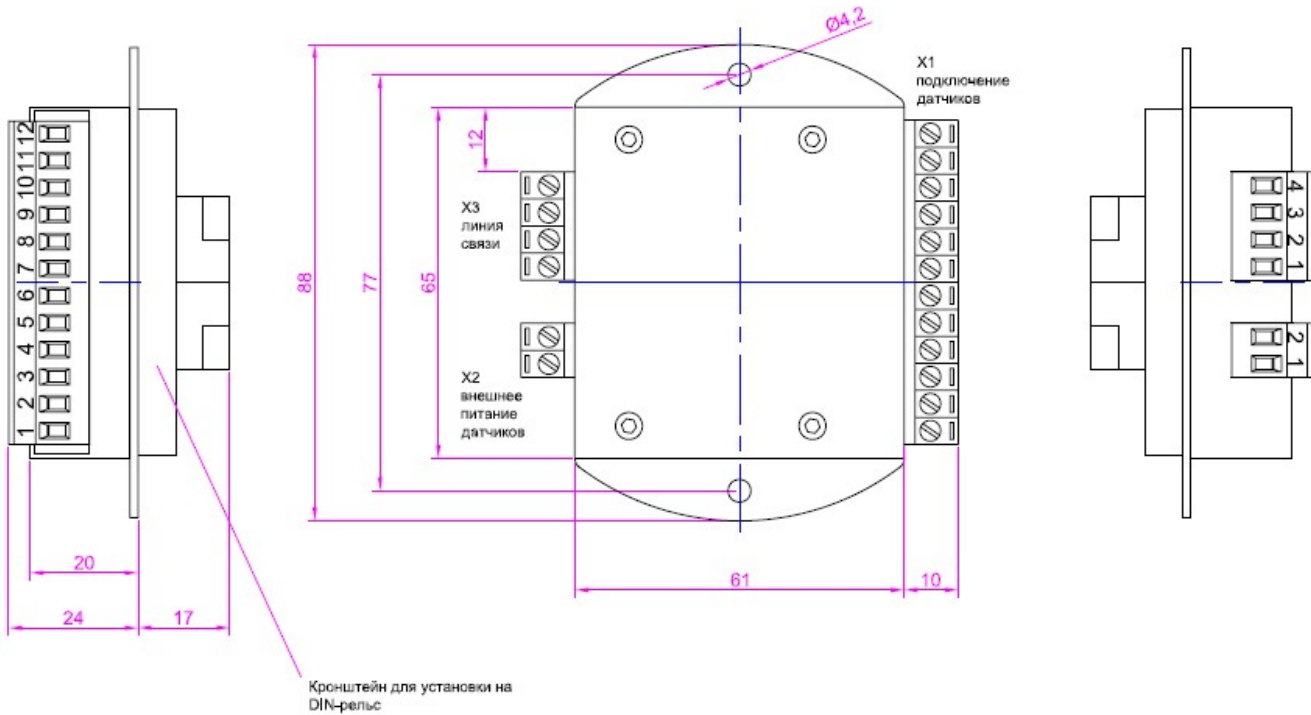 12
11
10
9
8
7
6
5
4
3
2
1
20
24
17
Кронштейн для установки на
DIN-рельс
88
77
65
12
Ø4,2
X1
подключение
датчиков
X3
линия
связи
X2
внешнее
питание
датчиков
61
10
4
3
2
1
2
1